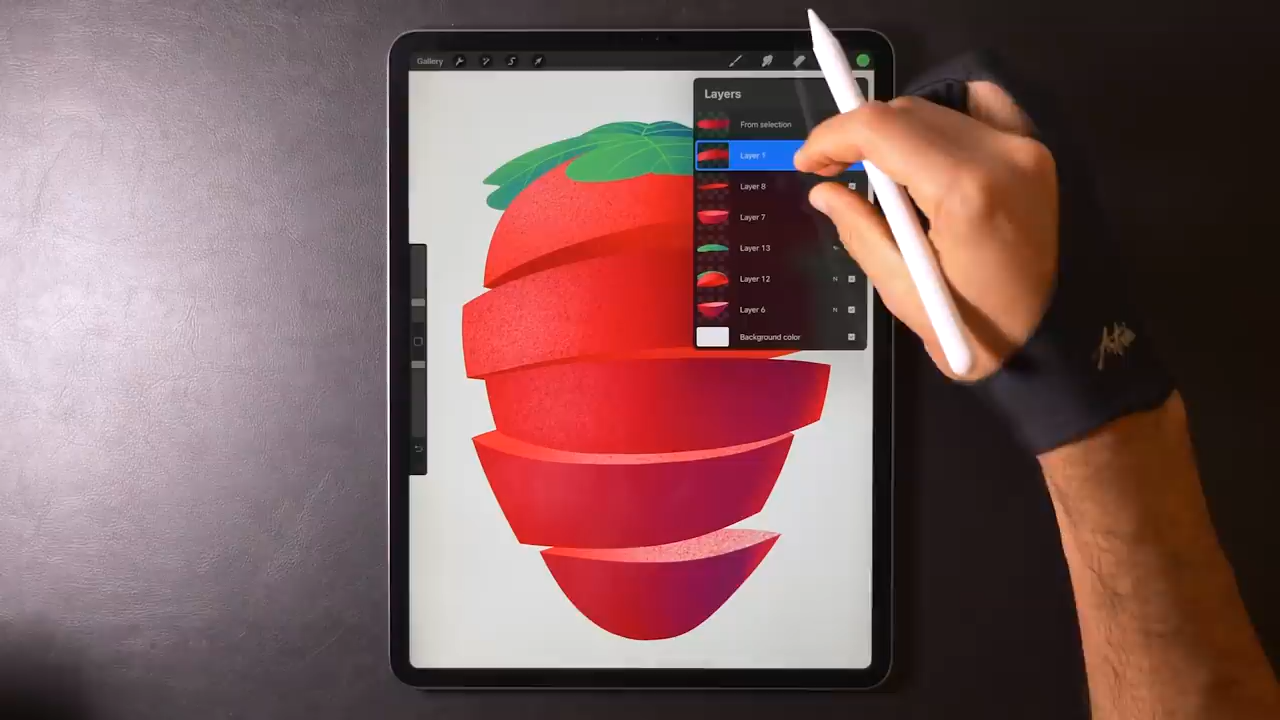 Gallery
Layers
From selection
Layer 1
Layer 8
Layer 7
Layer 13
Layer 12
N
Layer 6
N
Background color